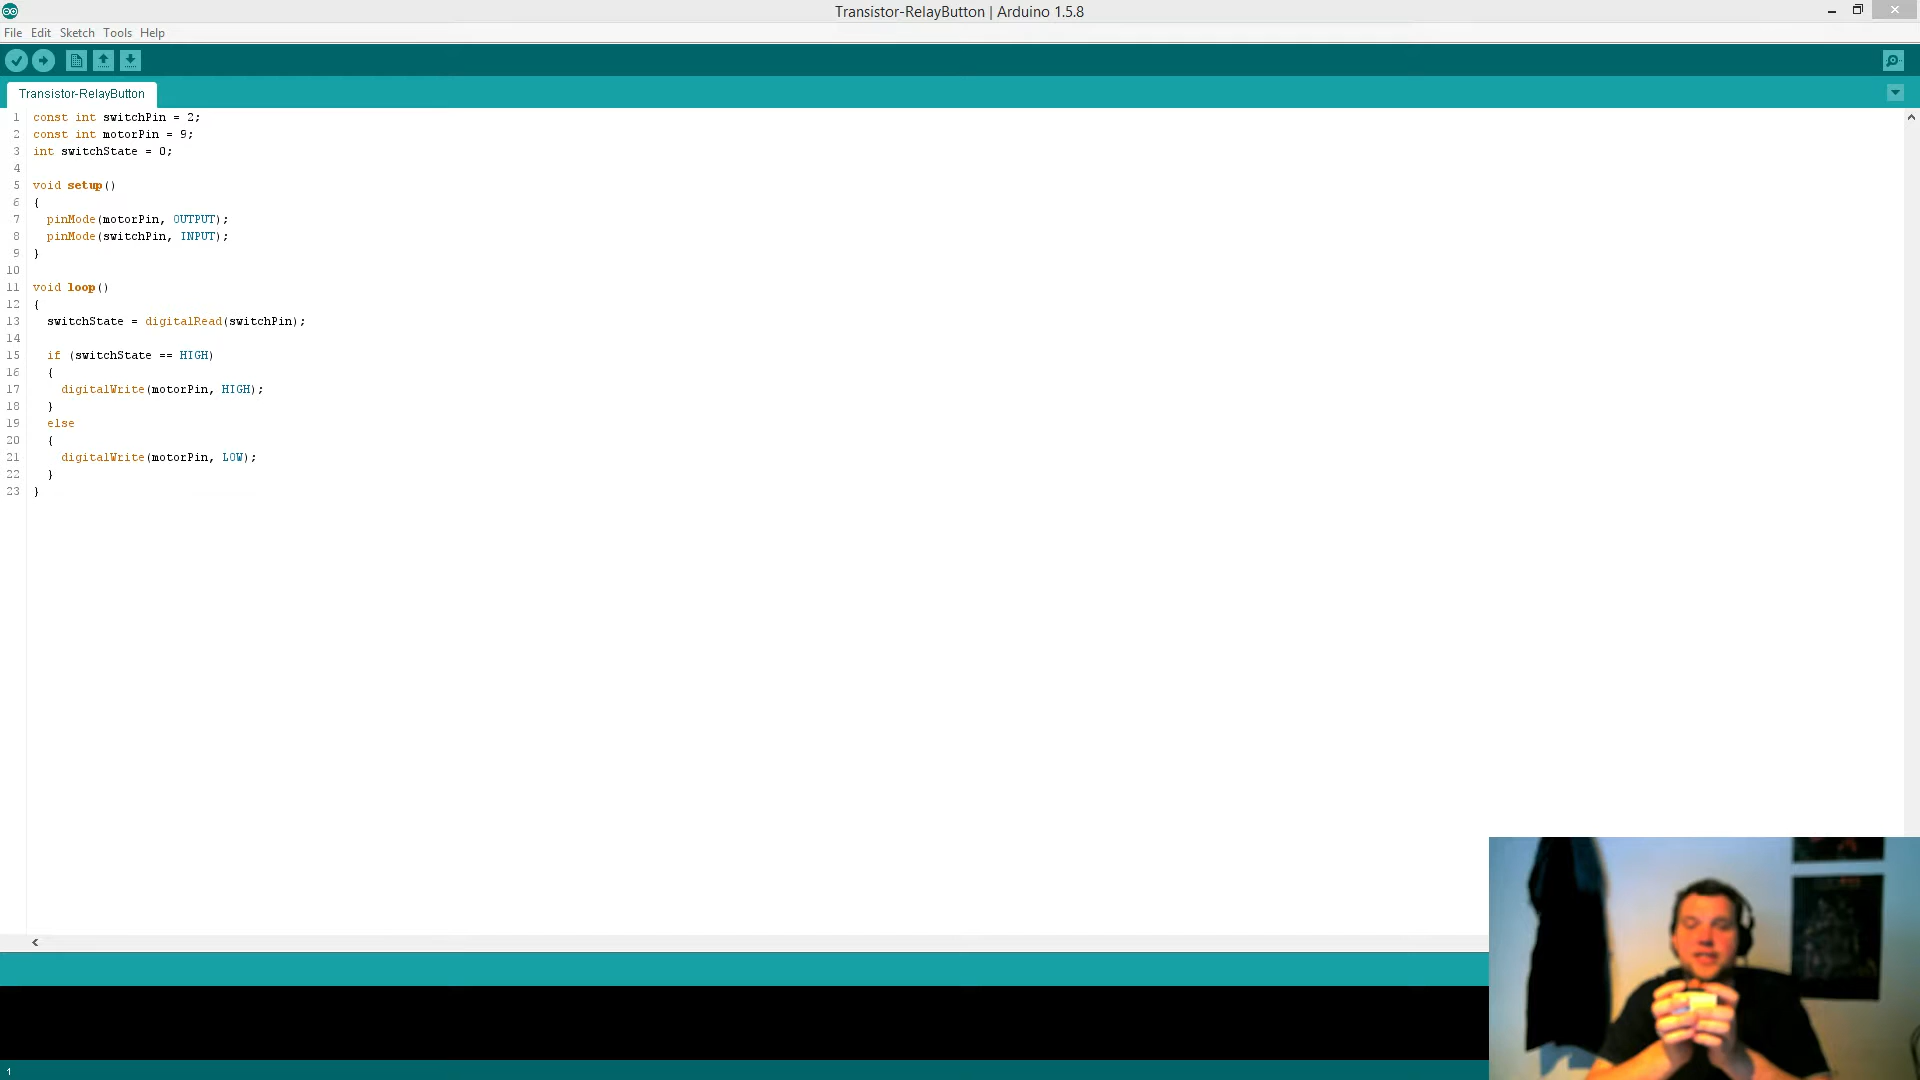 Transistor-RelayButton | Arduino 1.5.8
File Edit Sketch Tools Help
Transistor-RelayButton
1 const int switchPin = 2;
2 const int motorPin = 9;
3 int switchState = 0;
4
5 void setup()
6 {
7 pinMode(motorPin, OUTPUT);
8 pinMode(switchPin, INPUT);
9 }
10
11 void loop()
12 {
13 switchState = digitalRead(switchPin);
14
15 if (switchState == HIGH)
16 {
17 digitalWrite(motorPin, HIGH);
18 }
19 else
20 {
21 digitalWrite(motorPin, LOW);
22 }
23 }
1